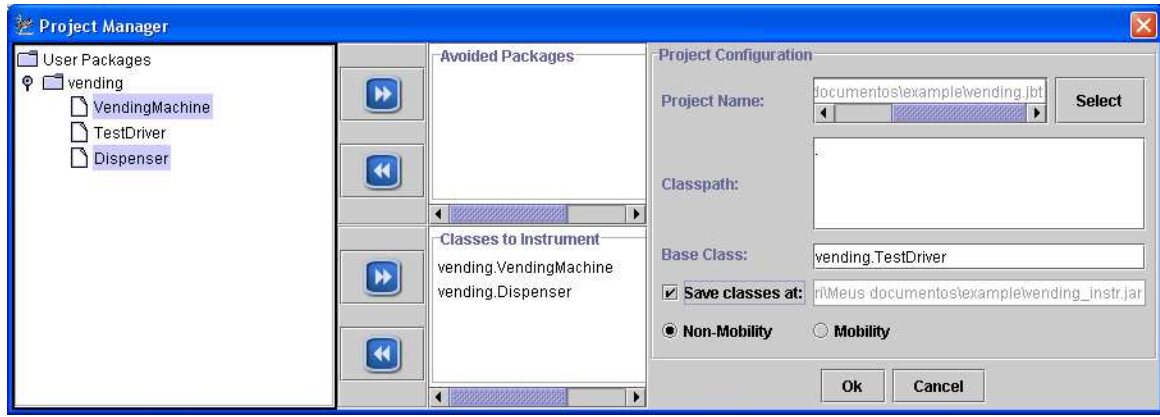 Project Manager
User Packages
vending
VendingMachine
TestDriver
Dispenser
Avoided Packages
Classes to Instrument
vending.VendingMachine
vending.Dispenser
Project Configuration
Project Name:
documentos\example\vending.jbt
Select
Classpath:
.
Base Class:
vending.TestDriver
Save classes at:
ri\Meus documentos\example\vending_instr.jar
Non-Mobility
Mobility
Ok
Cancel